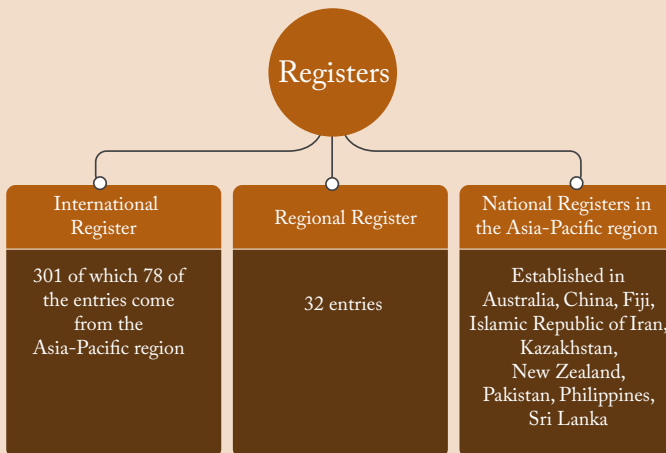 Registers
International
Register
301 of which 78 of
the entries come
from the
Asia-Pacific region
Regional Register
32 entries
National Registers in
the Asia-Pacific region
Established in
Australia, China, Fiji,
Islamic Republic of Iran,
Kazakhstan,
New Zealand,
Pakistan, Philippines,
Sri Lanka